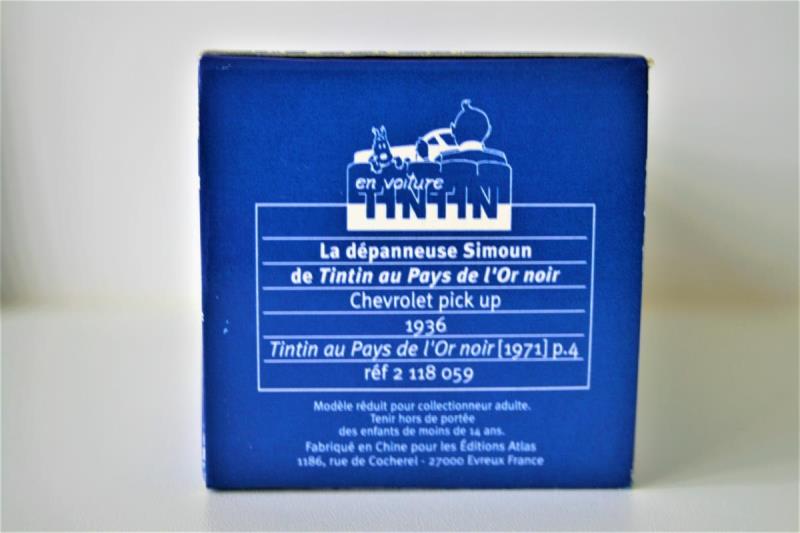 en voiture
TINTIN
La dépanneuse Simoun
de Tintin au Pays de l'Or noir
Chevrolet pick up
1936
Tintin au Pays de l'Or noir [1971] p.4
réf 2 118 059
Modèle réduit pour collectionneur adulte.
Tenir hors de portée
des enfants de moins de 14 ans.
Fabriqué en Chine pour les Éditions Atlas
1186, rue de Cocherel - 27000 Evreux France